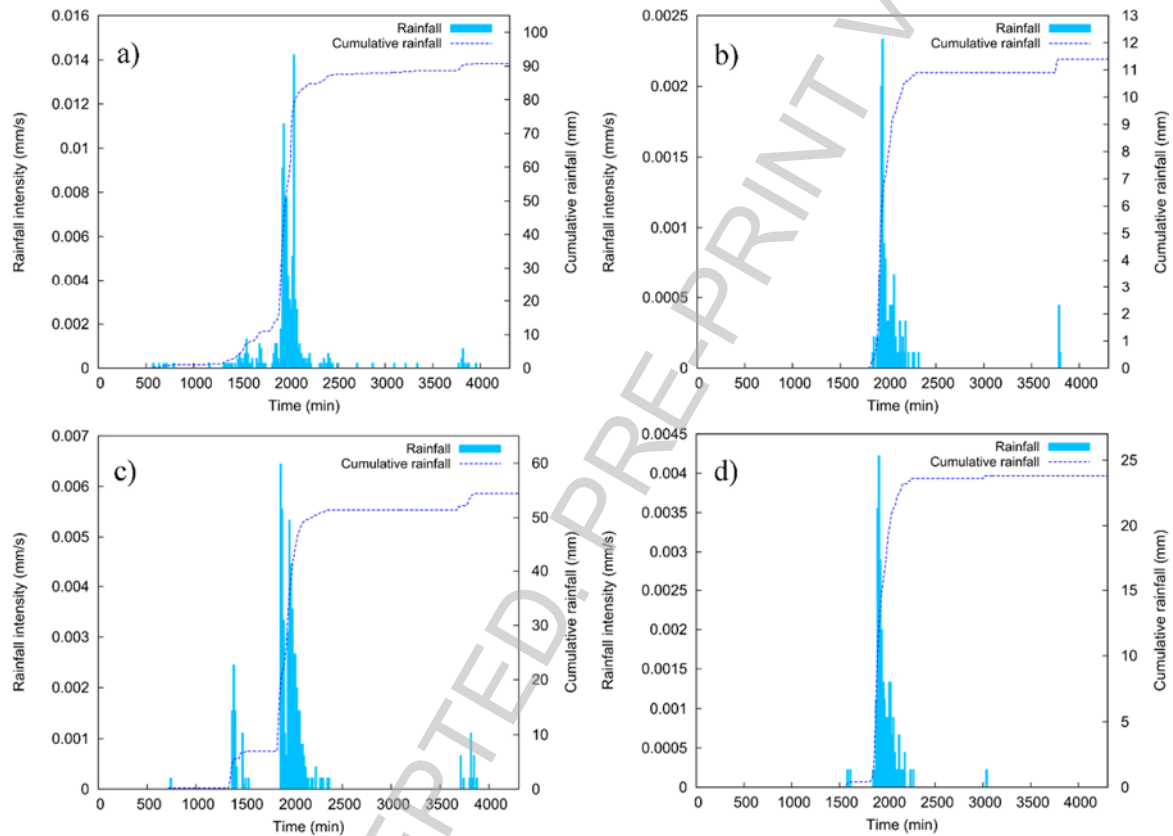 a)
Rainfall
Cumulative rainfall
0.016
0.014
0.012
0.01
0.008
0.006
0.004
0.002
0
Rainfall intensity (mm/s)
100
90
80
70
60
50
40
30
20
10
0
Cumulative rainfall (mm)
0 500 1000 1500 2000 2500 3000 3500 4000
Time (min)
b)
Rainfall
Cumulative rainfall
0.0025
0.002
0.0015
0.001
0.0005
0
Rainfall intensity (mm/s)
13
12
11
10
9
8
7
6
5
4
3
2
1
0
Cumulative rainfall (mm)
0 500 1000 1500 2000 2500 3000 3500 4000
Time (min)
c)
Rainfall
Cumulative rainfall
0.007
0.006
0.005
0.004
0.003
0.002
0.001
0
Rainfall intensity (mm/s)
60
50
40
30
20
10
0
Cumulative rainfall (mm)
0 500 1000 1500 2000 2500 3000 3500 4000
Time (min)
d)
Rainfall
Cumulative rainfall
0.0045
0.004
0.0035
0.003
0.0025
0.002
0.0015
0.001
0.0005
0
Rainfall intensity (mm/s)
25
20
15
10
5
0
Cumulative rainfall (mm)
0 500 1000 1500 2000 2500 3000 3500 4000
Time (min)
PTED. PRE-PRINT V